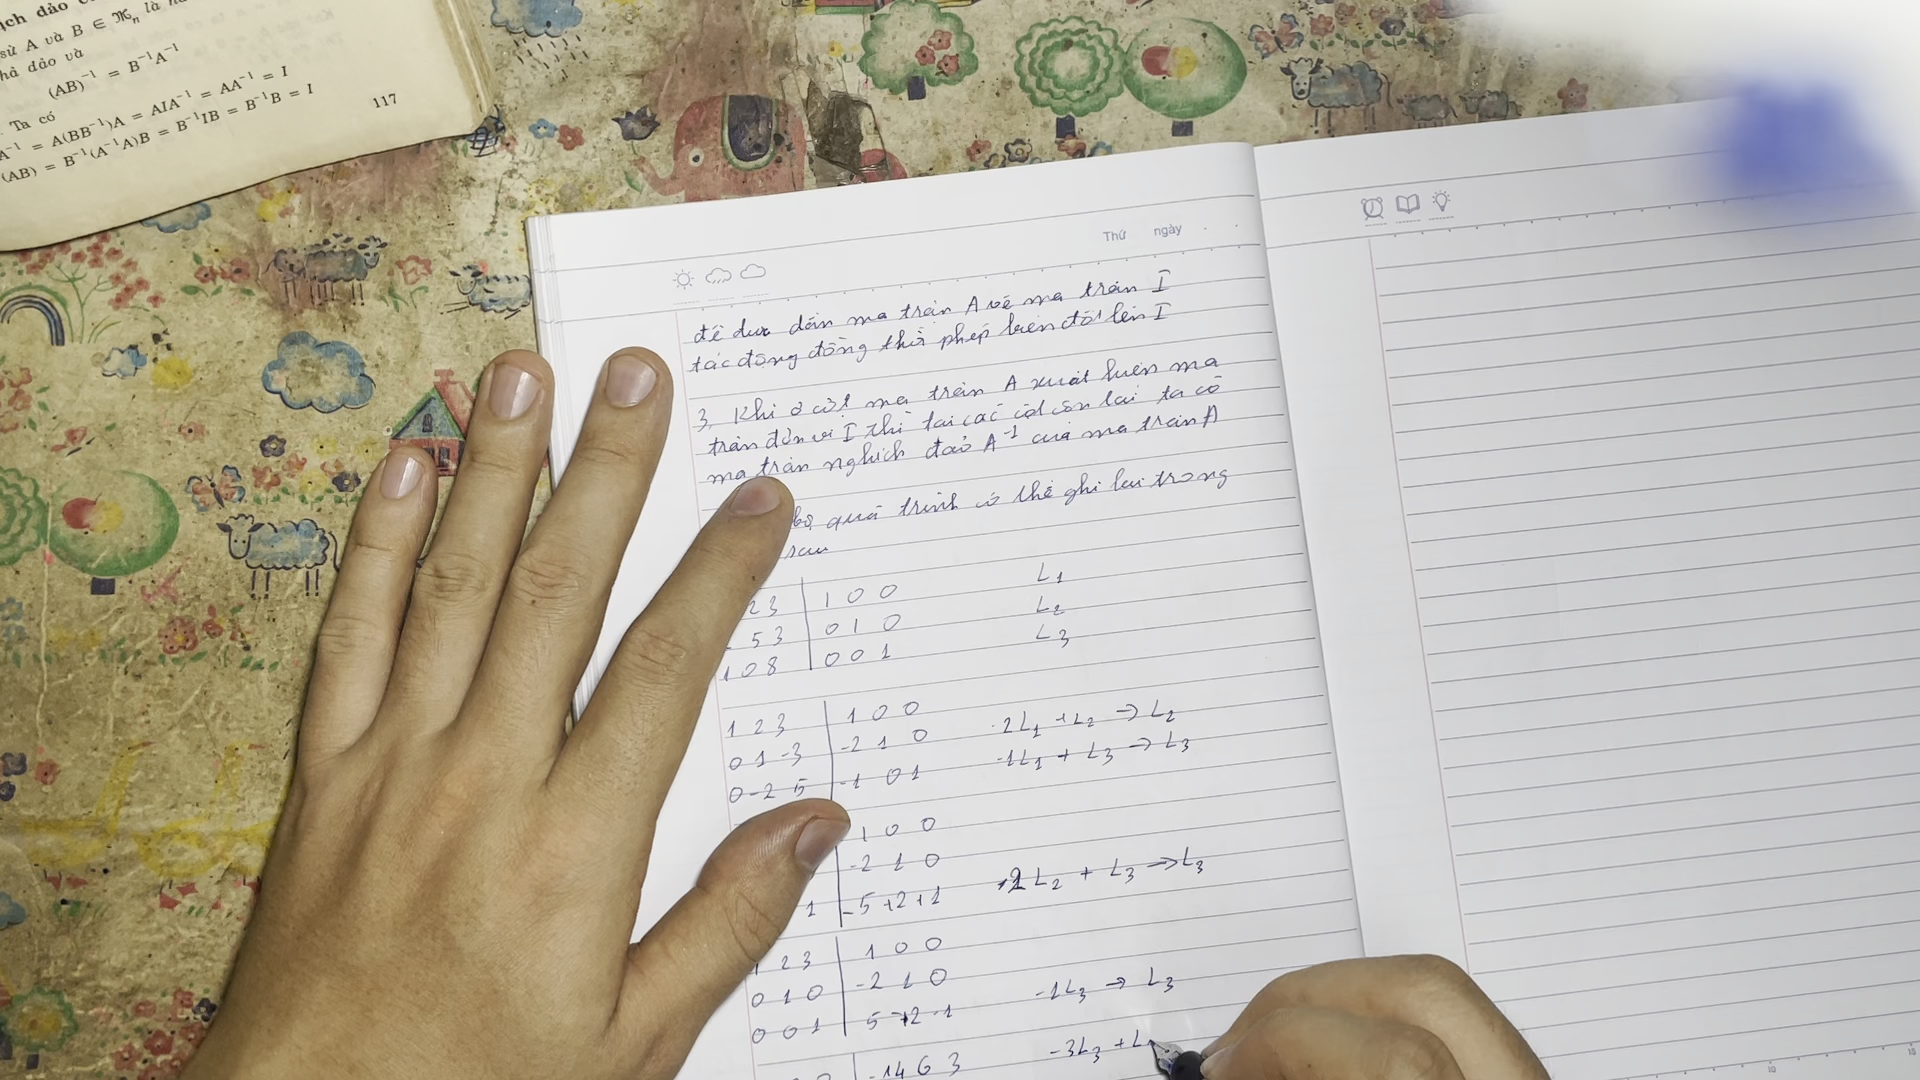 ịch đảo
sử A và B ∈ ℳn là
hả đảo và
(AB)⁻¹ = B⁻¹A⁻¹
Ta có
A⁻¹ = A(BB⁻¹)A = AIA⁻¹ = AA⁻¹ = I
(AB) = B⁻¹(A⁻¹A)B = B⁻¹IB = B⁻¹B = I
117
Thứ ngày
để đưa dần ma trận A về ma trận I
tác động đồng thời phép biến đổi lên I
3. Khi ở cột ma trận A xuất hiện ma
trận đơn vị I thì tại các cột còn lại ta có
ma trận nghịch đảo A⁻¹ của ma trận A
bộ quá trình có thể ghi lại trong
sau
2 3 | 1 0 0 L1
5 3 | 0 1 0 L2
1 0 8 | 0 0 1 L3
1 2 3 | 1 0 0
0 1 -3 | -2 1 0 -2L1 + L2 → L2
0 -2 5 | -1 0 1 -1L1 + L3 → L3
1 0 0
-2 1 0
1 | -5 +2 +1 2L2 + L3 → L3
1 2 3 | 1 0 0
0 1 0 | -2 1 0
0 0 1 | 5 -2 -1 -1L3 → L3
0 | -14 6 3 -3L3 + L
10
15